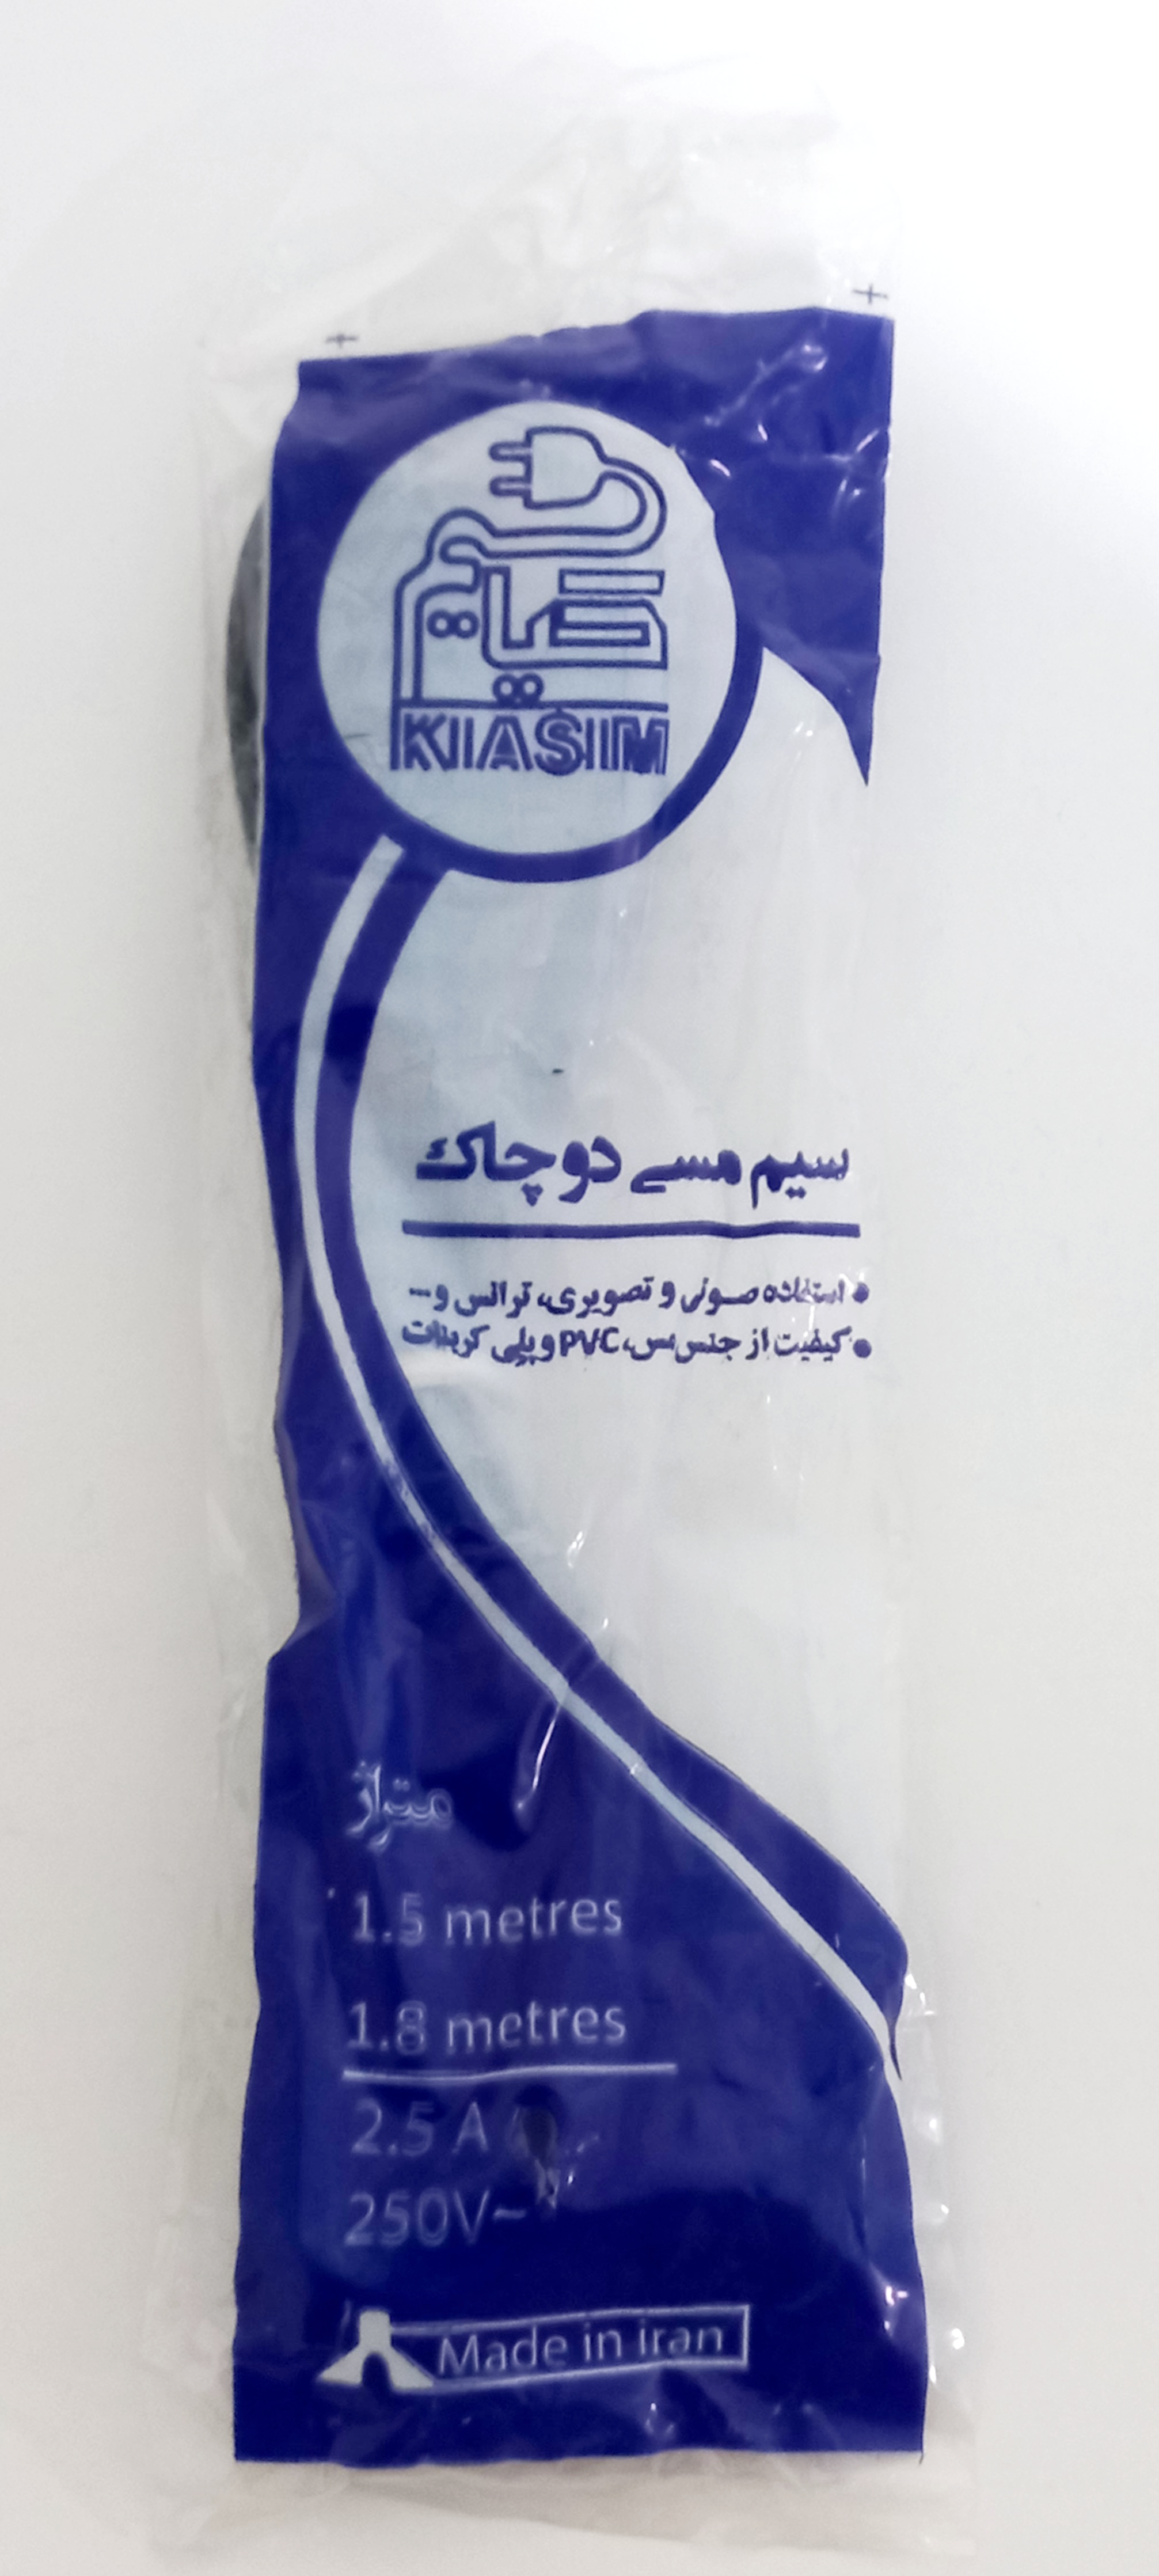 کیاسیم
KIASIM
سیم مسی دوچاک
• استفاده صوتی و تصویری، ترانس و...
• کیفیت از جنس مس، PVC و پلی کربنات
متراژ
1.5 metres
1.8 metres
2.5 A
250V~
Made in iran